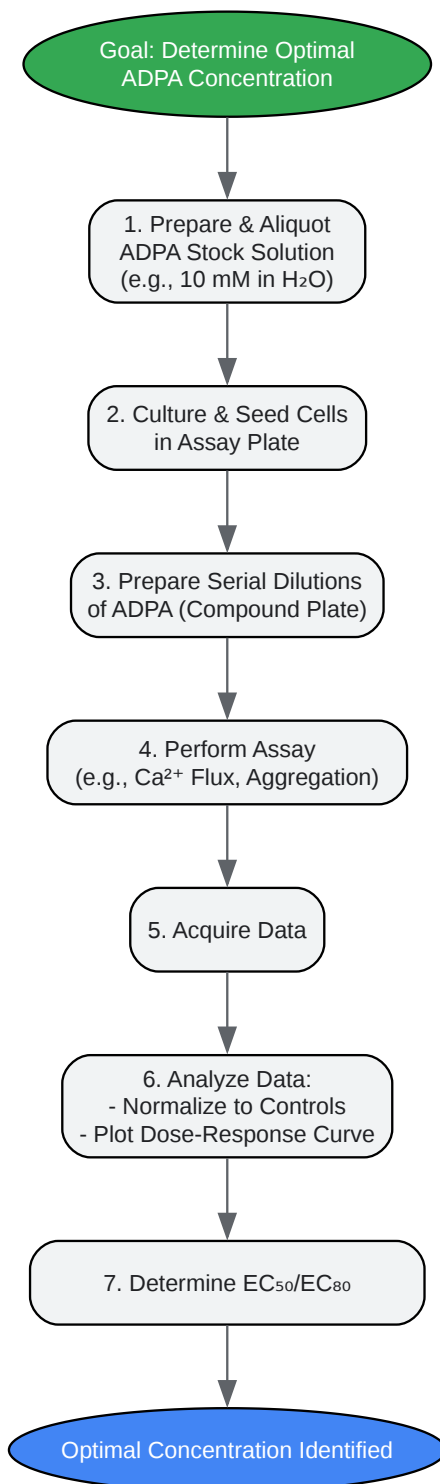 Goal: Determine Optimal
ADPA Concentration
1. Prepare & Aliquot
ADPA Stock Solution
(e.g., 10 mM in H₂O)
2. Culture & Seed Cells
in Assay Plate
3. Prepare Serial Dilutions
of ADPA (Compound Plate)
4. Perform Assay
(e.g., Ca²⁺ Flux, Aggregation)
5. Acquire Data
6. Analyze Data:
- Normalize to Controls
- Plot Dose-Response Curve
7. Determine EC₅₀/EC₈₀
Optimal Concentration Identified